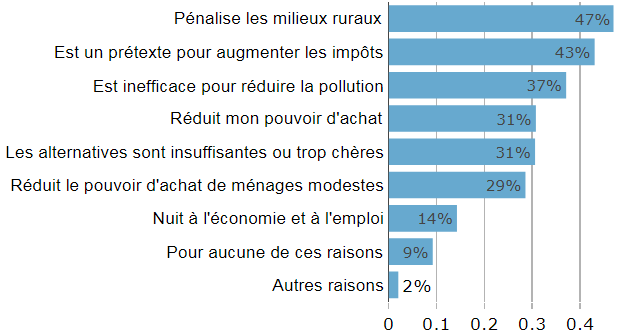 Pénalise les milieux ruraux 47%
Est un prétexte pour augmenter les impôts 43%
Est inefficace pour réduire la pollution 37%
Réduit mon pouvoir d'achat 31%
Les alternatives sont insuffisantes ou trop chères 31%
Réduit le pouvoir d'achat de ménages modestes 29%
Nuit à l'économie et à l'emploi 14%
Pour aucune de ces raisons 9%
Autres raisons 2%
0 0.1 0.2 0.3 0.4